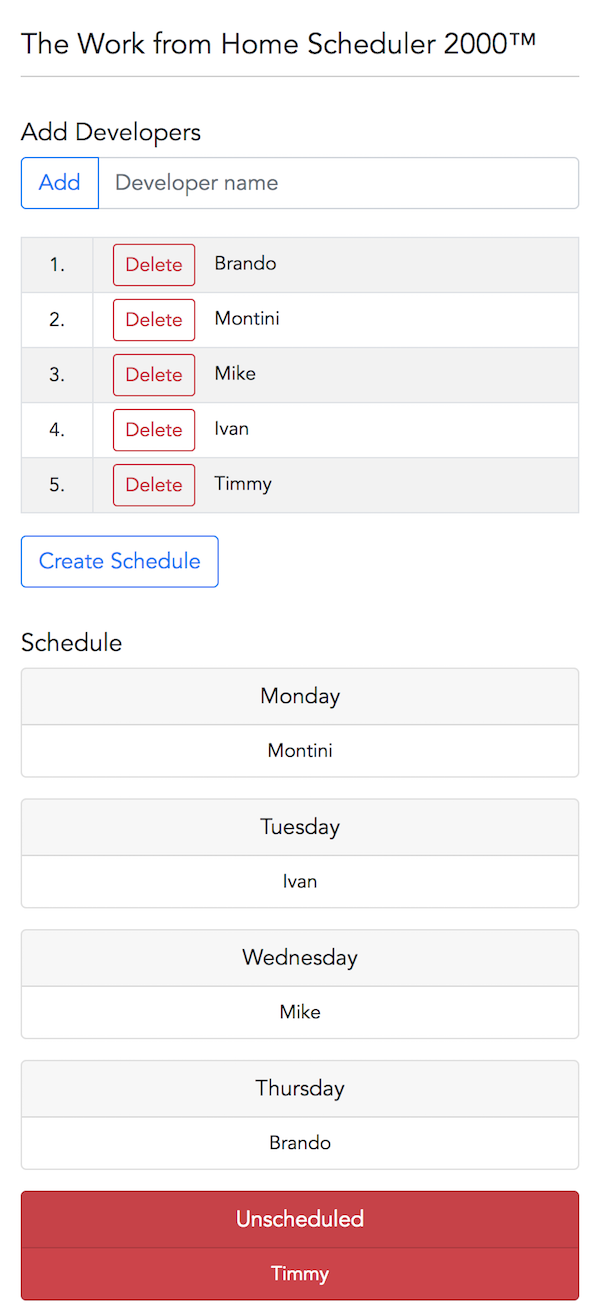 The Work from Home Scheduler 2000™
Add Developers
Add Developer name
1. Delete Brando
2. Delete Montini
3. Delete Mike
4. Delete Ivan
5. Delete Timmy
Create Schedule
Schedule
Monday
Montini
Tuesday
Ivan
Wednesday
Mike
Thursday
Brando
Unscheduled
Timmy